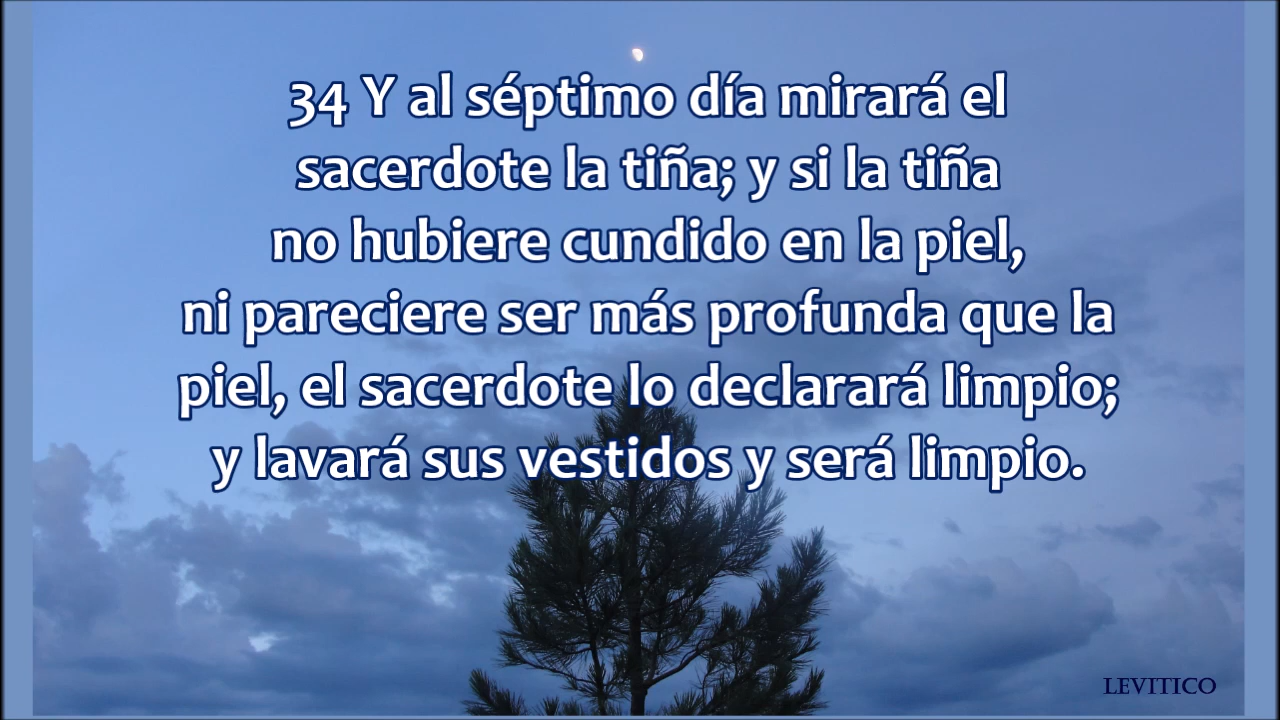 34 Y al séptimo día mirará el
sacerdote la tiña; y si la tiña
no hubiere cundido en la piel,
ni pareciere ser más profunda que la
piel, el sacerdote lo declarará limpio;
y lavará sus vestidos y será limpio.
LEVITICO